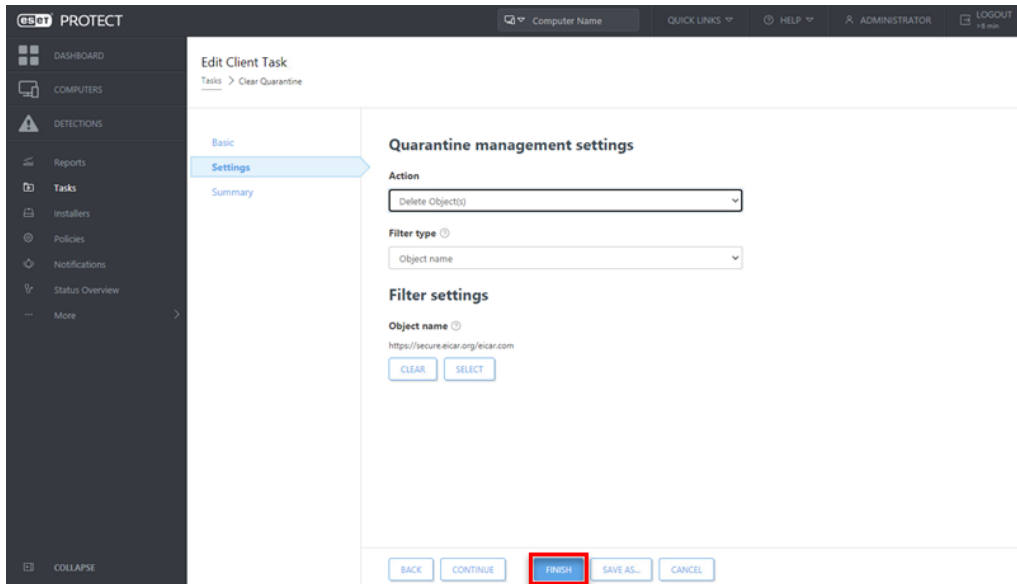 eset PROTECT
Computer Name
QUICK LINKS
HELP
ADMINISTRATOR
LOGOUT
>8 min
DASHBOARD
COMPUTERS
DETECTIONS
Reports
Tasks
Installers
Policies
Notifications
Status Overview
More
COLLAPSE
Edit Client Task
Tasks > Clear Quarantine
Basic
Settings
Summary
Quarantine management settings
Action
Delete Object(s)
Filter type
Object name
Filter settings
Object name
https://secure.eicar.org/eicar.com
CLEAR
SELECT
BACK
CONTINUE
FINISH
SAVE AS...
CANCEL